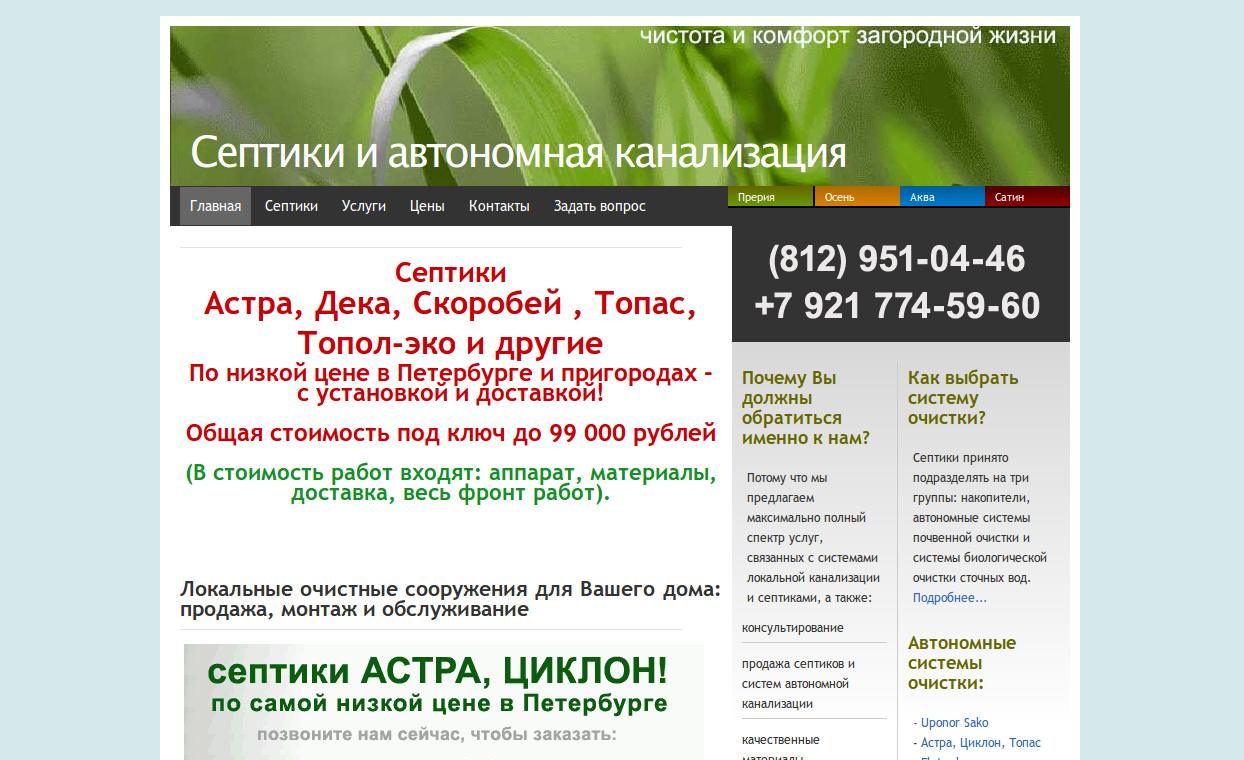 чистота и комфорт загородной жизни
Септики и автономная канализация
Главная Септики Услуги Цены Контакты Задать вопрос
Прерия Осень Аква Сатин
(812) 951-04-46
+7 921 774-59-60
Септики
Астра, Дека, Скоробей , Топас,
Топол-эко и другие
По низкой цене в Петербурге и пригородах -
с установкой и доставкой!
Общая стоимость под ключ до 99 000 рублей
(В стоимость работ входят: аппарат, материалы,
доставка, весь фронт работ).
Локальные очистные сооружения для Вашего дома:
продажа, монтаж и обслуживание
септики АСТРА, ЦИКЛОН!
по самой низкой цене в Петербурге
позвоните нам сейчас, чтобы заказать:
Почему Вы
должны
обратиться
именно к нам?
Потому что мы
предлагаем
максимально полный
спектр услуг,
связанных с системами
локальной канализации
и септиками, а также:
консультирование
продажа септиков и
систем автономной
канализации
качественные
материалы
Как выбрать
систему
очистки?
Септики принято
подразделять на три
группы: накопители,
автономные системы
почвенной очистки и
системы биологической
очистки сточных вод.
Подробнее...
Автономные
системы
очистки:
- Uponor Sako
- Астра, Циклон, Топас